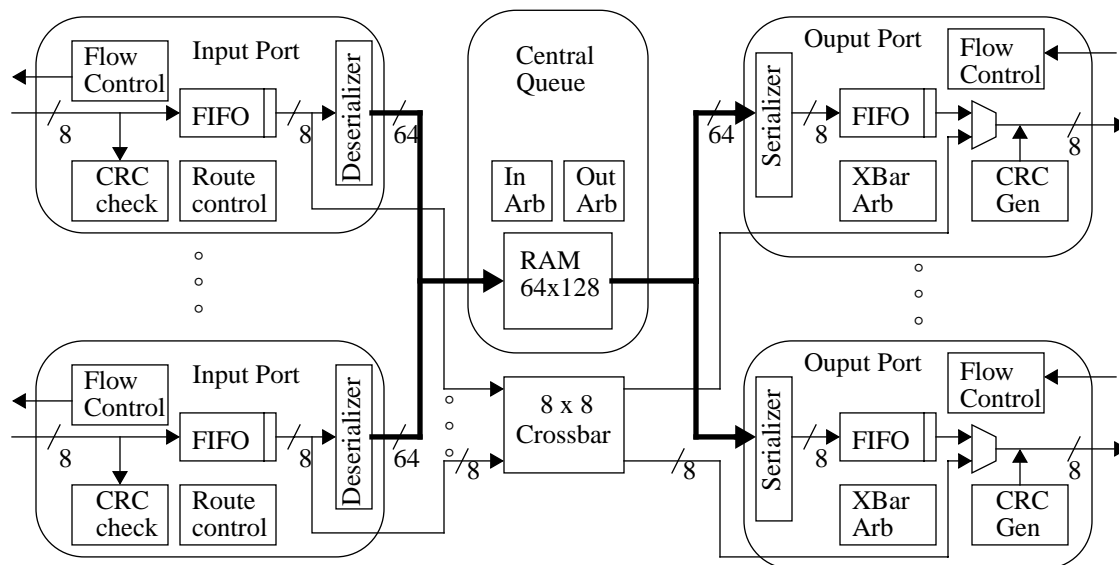 Input Port
Flow
Control
8
FIFO
8
Deserializer
64
CRC
check
Route
control
Central
Queue
In
Arb
Out
Arb
RAM
64x128
Ouput Port
Flow
Control
64
Serializer
8
FIFO
8
XBar
Arb
CRC
Gen
Input Port
Flow
Control
8
FIFO
8
Deserializer
64
CRC
check
Route
control
8
8 x 8
Crossbar
8
Ouput Port
Flow
Control
Serializer
8
FIFO
8
XBar
Arb
CRC
Gen